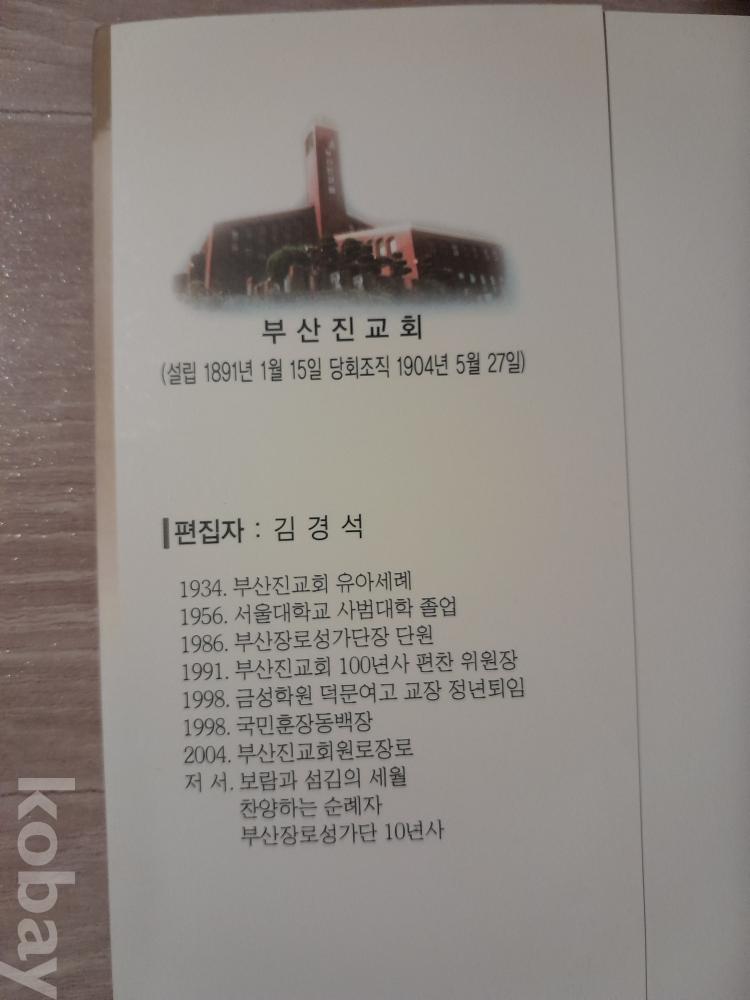 부산진교회
(설립 1891년 1월 15일 당회조직 1904년 5월 27일)
편집자 : 김경석
1934. 부산진교회 유아세례
1956. 서울대학교 사범대학 졸업
1986. 부산장로성가단장 단원
1991. 부산진교회 100년사 편찬 위원장
1998. 금성학원 덕문여고 교장 정년퇴임
1998. 국민훈장동백장
2004. 부산진교회원로장로
저 서. 보람과 섬김의 세월
찬양하는 순례자
부산장로성가단 10년사
kobay